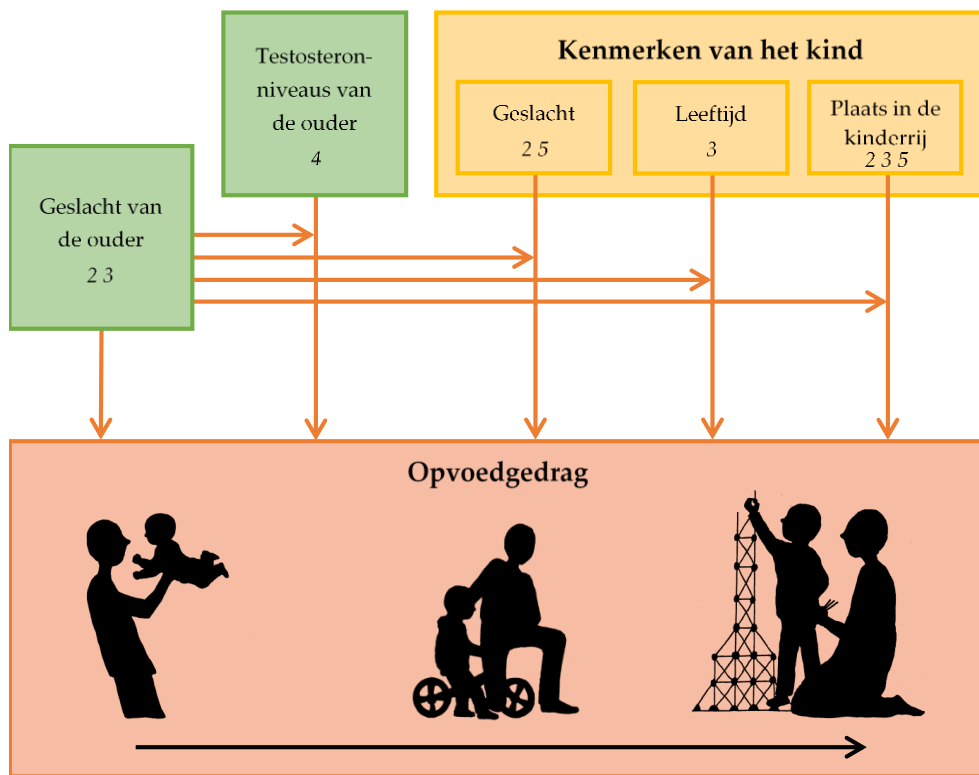 Testosteron-
niveaus van
de ouder
4
Kenmerken van het kind
Geslacht
2 5
Leeftijd
3
Plaats in de
kinderrij
2 3 5
Geslacht van
de ouder
2 3
Opvoedgedrag